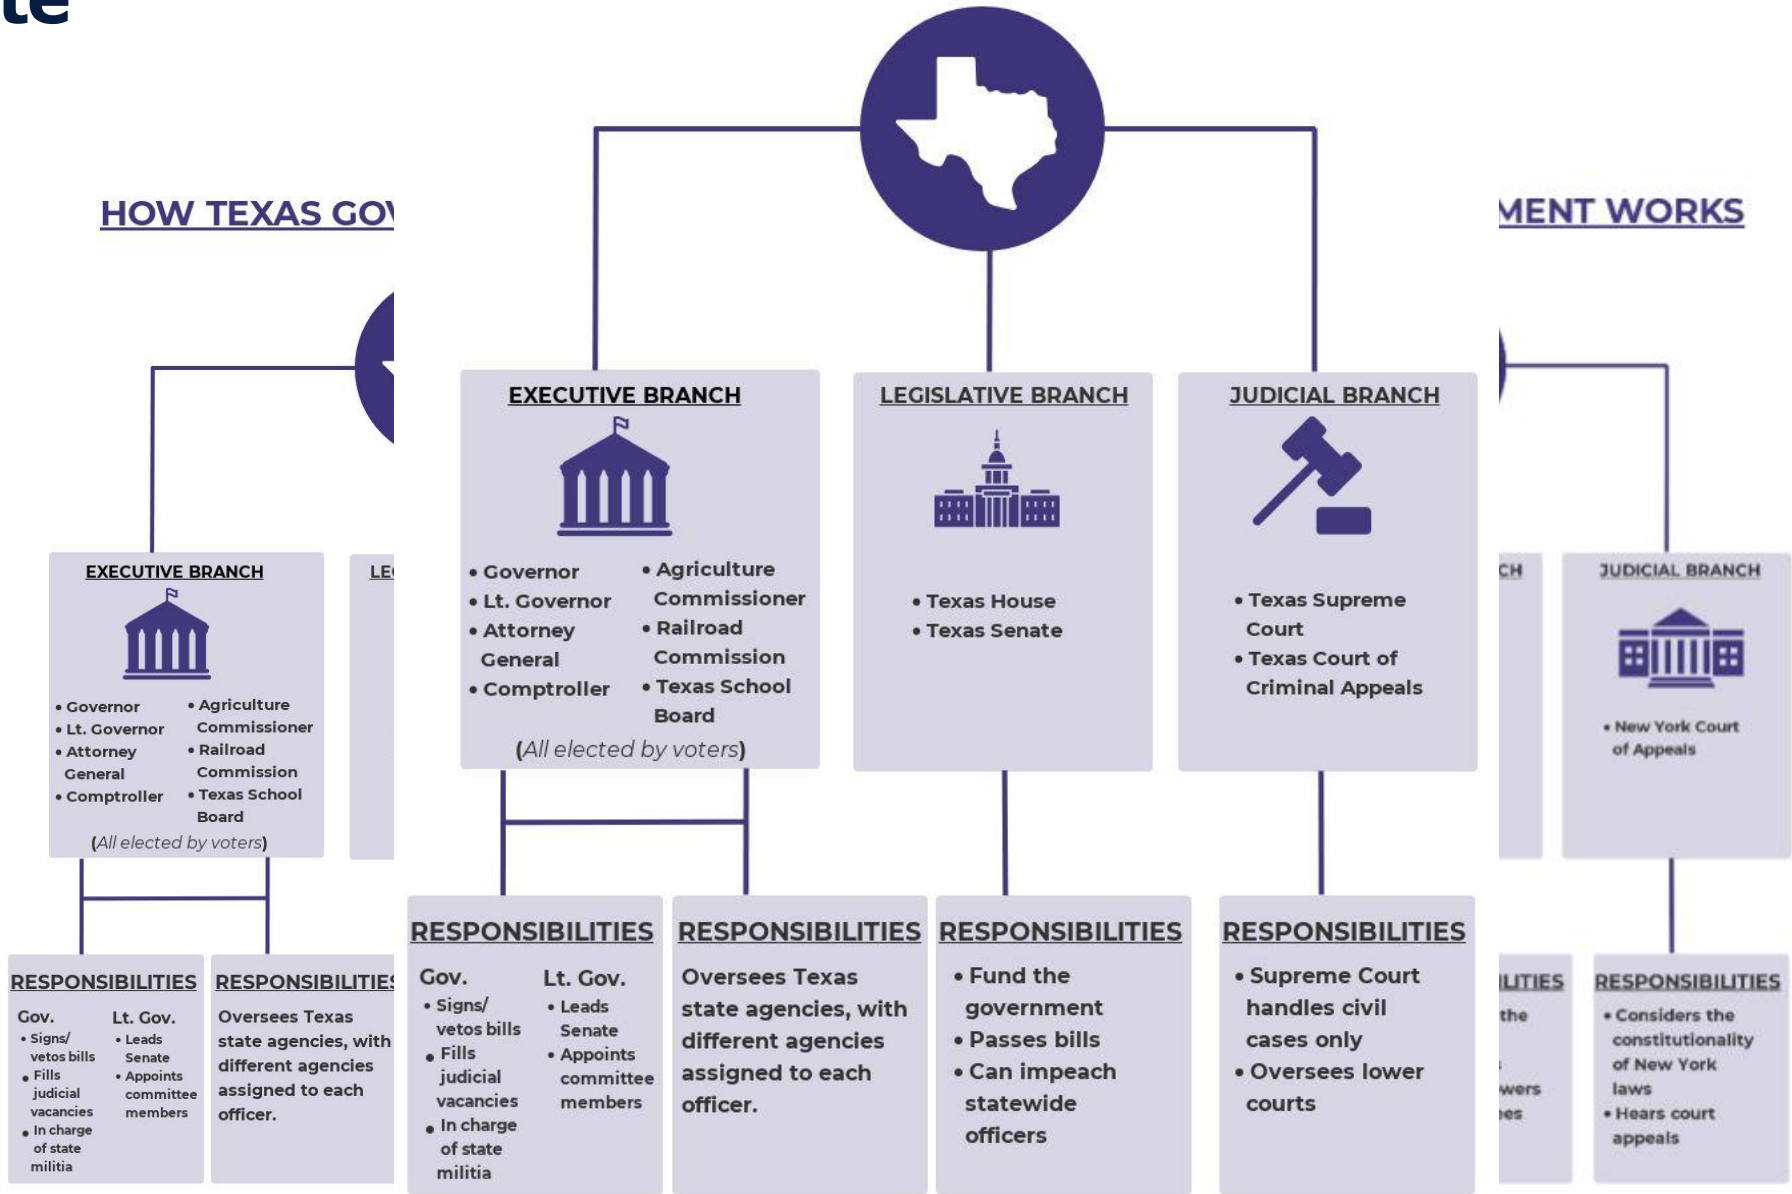 te
HOW TEXAS GOV
EXECUTIVE BRANCH
• Governor
• Lt. Governor
• Attorney
General
• Comptroller
• Agriculture
Commissioner
• Railroad
Commission
• Texas School
Board
(All elected by voters)
RESPONSIBILITIES
Gov.
• Signs/
vetos bills
• Fills
judicial
vacancies
• In charge
of state
militia
Lt. Gov.
• Leads
Senate
• Appoints
committee
members
RESPONSIBILITIES
Oversees Texas
state agencies, with
different agencies
assigned to each
officer.
LEG
EXECUTIVE BRANCH
• Governor
• Lt. Governor
• Attorney
General
• Comptroller
• Agriculture
Commissioner
• Railroad
Commission
• Texas School
Board
(All elected by voters)
LEGISLATIVE BRANCH
• Texas House
• Texas Senate
JUDICIAL BRANCH
• Texas Supreme
Court
• Texas Court of
Criminal Appeals
RESPONSIBILITIES
Gov.
• Signs/
vetos bills
• Fills
judicial
vacancies
• In charge
of state
militia
Lt. Gov.
• Leads
Senate
• Appoints
committee
members
RESPONSIBILITIES
Oversees Texas
state agencies, with
different agencies
assigned to each
officer.
RESPONSIBILITIES
• Fund the
government
• Passes bills
• Can impeach
statewide
officers
RESPONSIBILITIES
• Supreme Court
handles civil
cases only
• Oversees lower
courts
MENT WORKS
CH
JUDICIAL BRANCH
• New York Court
of Appeals
ILITIES
the
s
wers
es
RESPONSIBILITIES
• Considers the
constitutionality
of New York
laws
• Hears court
appeals